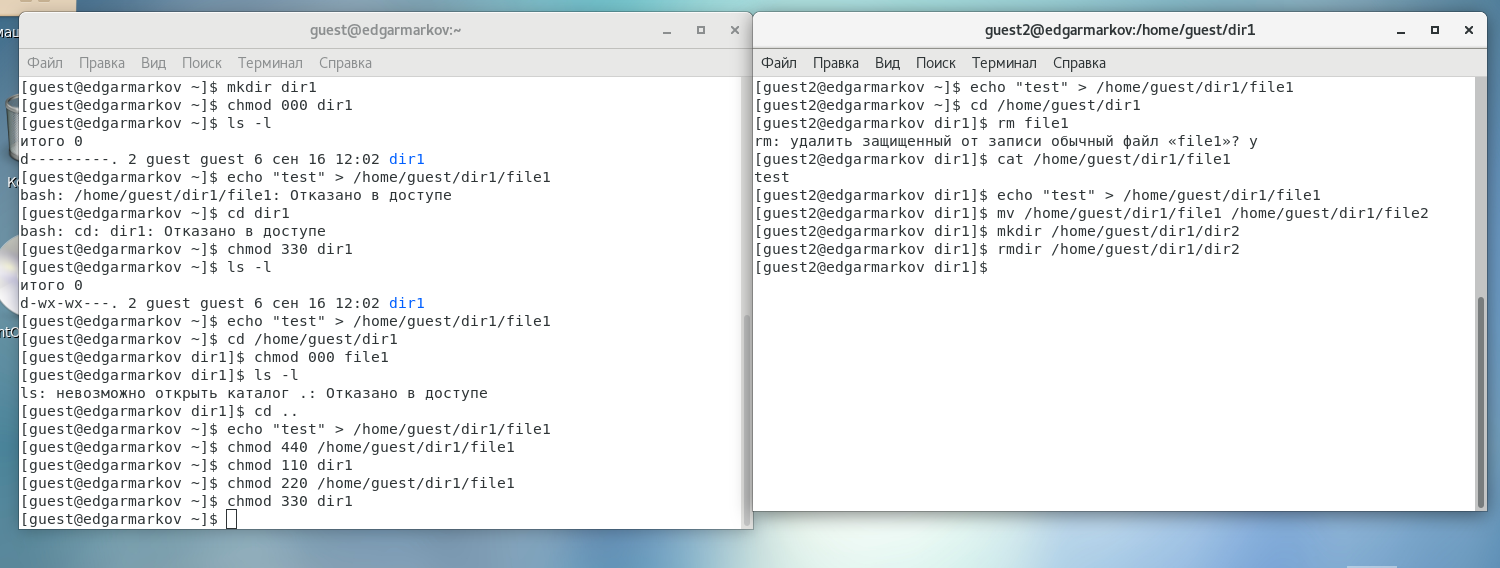 guest@edgarmarkov:~
Файл Правка Вид Поиск Терминал Справка
[guest@edgarmarkov ~]$ mkdir dir1
[guest@edgarmarkov ~]$ chmod 000 dir1
[guest@edgarmarkov ~]$ ls -l
итого 0
d---------. 2 guest guest 6 сен 16 12:02 dir1
[guest@edgarmarkov ~]$ echo "test" > /home/guest/dir1/file1
bash: /home/guest/dir1/file1: Отказано в доступе
[guest@edgarmarkov ~]$ cd dir1
bash: cd: dir1: Отказано в доступе
[guest@edgarmarkov ~]$ chmod 330 dir1
[guest@edgarmarkov ~]$ ls -l
итого 0
d-wx-wx---. 2 guest guest 6 сен 16 12:02 dir1
[guest@edgarmarkov ~]$ echo "test" > /home/guest/dir1/file1
[guest@edgarmarkov ~]$ cd /home/guest/dir1
[guest@edgarmarkov dir1]$ chmod 000 file1
[guest@edgarmarkov dir1]$ ls -l
ls: невозможно открыть каталог .: Отказано в доступе
[guest@edgarmarkov dir1]$ cd ..
[guest@edgarmarkov ~]$ echo "test" > /home/guest/dir1/file1
[guest@edgarmarkov ~]$ chmod 440 /home/guest/dir1/file1
[guest@edgarmarkov ~]$ chmod 110 dir1
[guest@edgarmarkov ~]$ chmod 220 /home/guest/dir1/file1
[guest@edgarmarkov ~]$ chmod 330 dir1
[guest@edgarmarkov ~]$
guest2@edgarmarkov:/home/guest/dir1
Файл Правка Вид Поиск Терминал Справка
[guest2@edgarmarkov ~]$ echo "test" > /home/guest/dir1/file1
[guest2@edgarmarkov ~]$ cd /home/guest/dir1
[guest2@edgarmarkov dir1]$ rm file1
rm: удалить защищенный от записи обычный файл «file1»? y
[guest2@edgarmarkov dir1]$ cat /home/guest/dir1/file1
test
[guest2@edgarmarkov dir1]$ echo "test" > /home/guest/dir1/file1
[guest2@edgarmarkov dir1]$ mv /home/guest/dir1/file1 /home/guest/dir1/file2
[guest2@edgarmarkov dir1]$ mkdir /home/guest/dir1/dir2
[guest2@edgarmarkov dir1]$ rmdir /home/guest/dir1/dir2
[guest2@edgarmarkov dir1]$